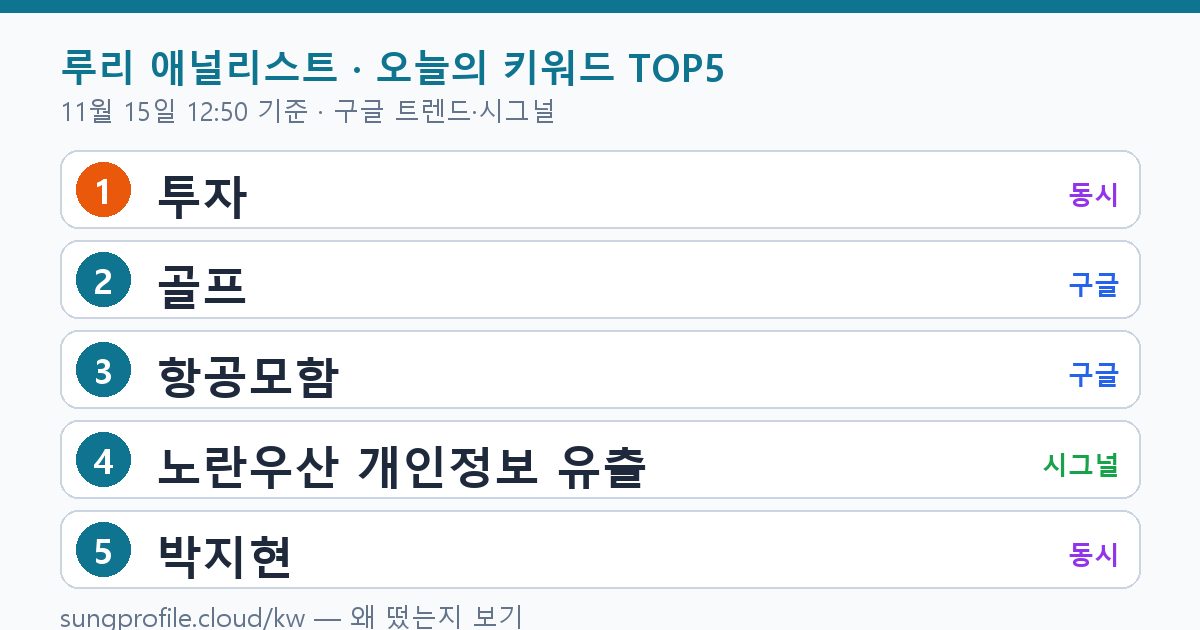 루리 애널리스트 · 오늘의 키워드 TOP5
11월 15일 12:50 기준 · 구글 트렌드·시그널
1 투자 동시
2 골프 구글
3 항공모함 구글
4 노란우산 개인정보 유출 시그널
5 박지현 동시
sungprofile.cloud/kw — 왜 떴는지 보기